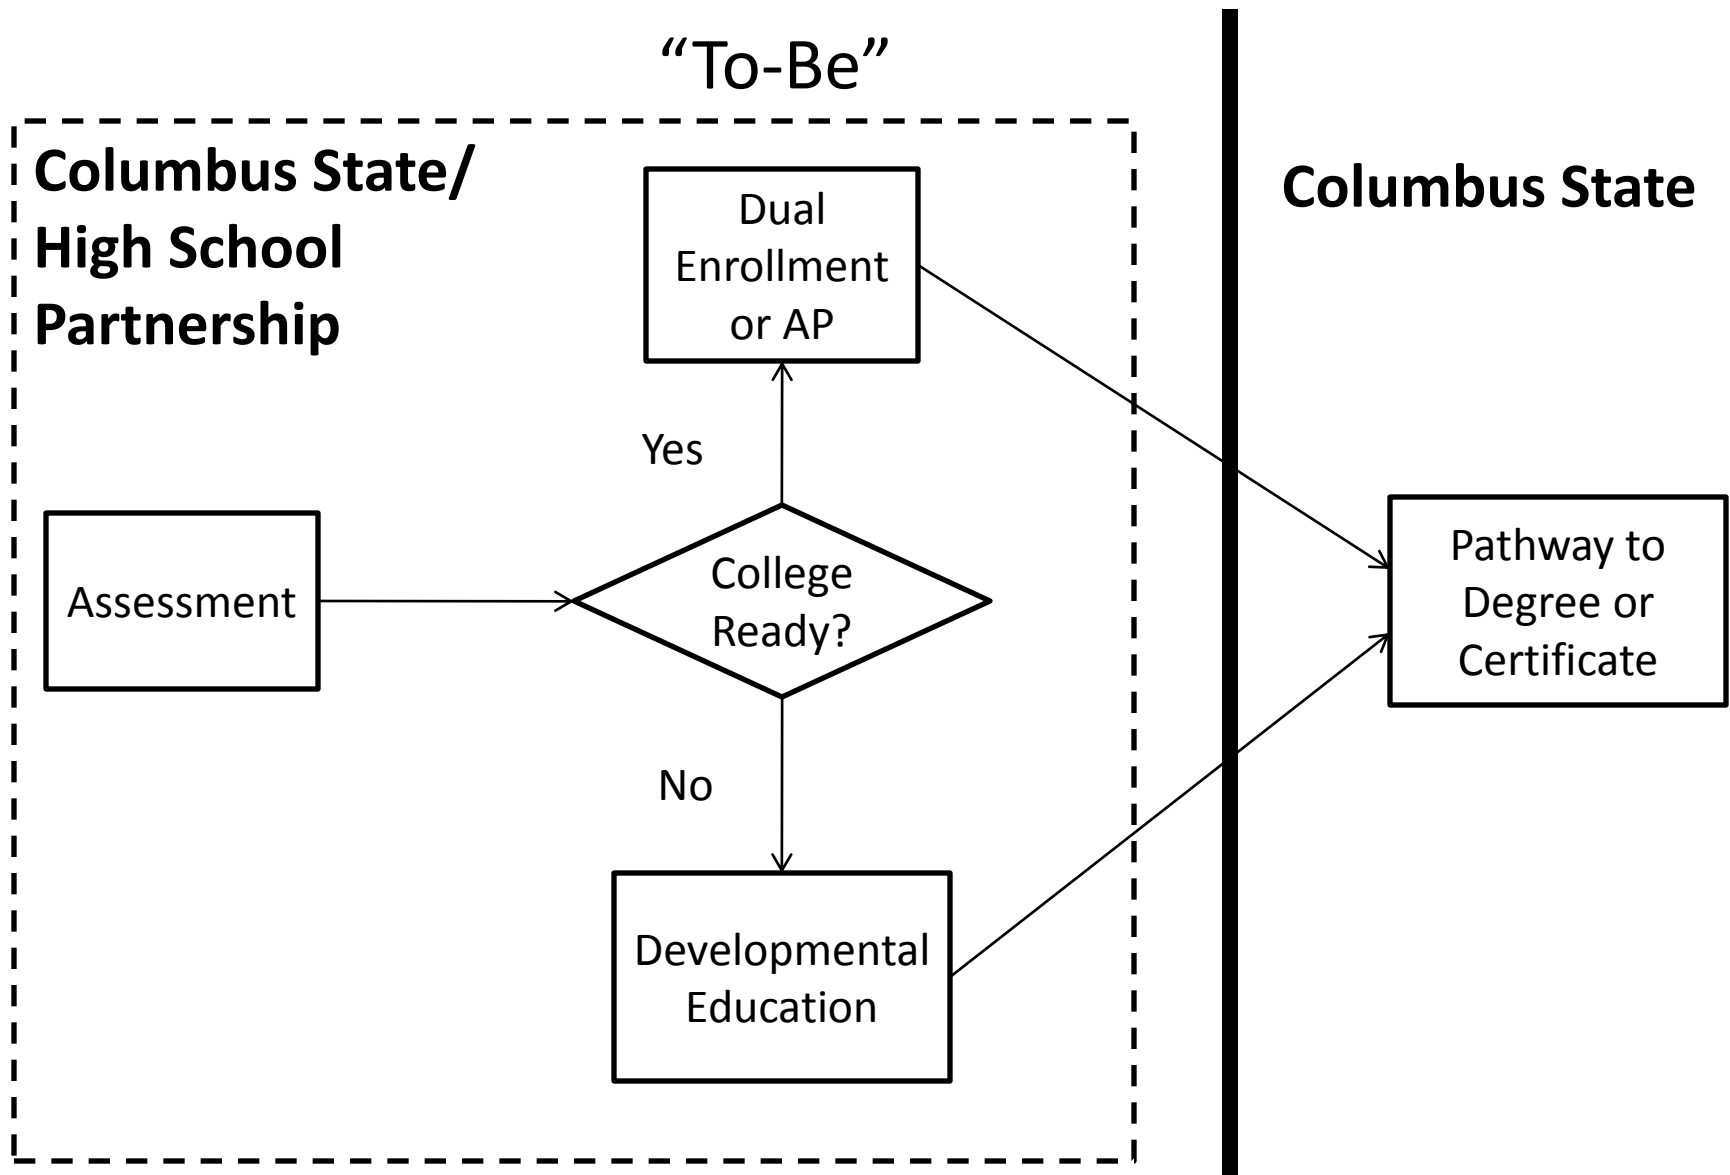 “To-Be”
Columbus State/
High School
Partnership
Columbus State
Dual
Enrollment
or AP
Yes
Assessment
College
Ready?
Pathway to
Degree or
Certificate
No
Developmental
Education